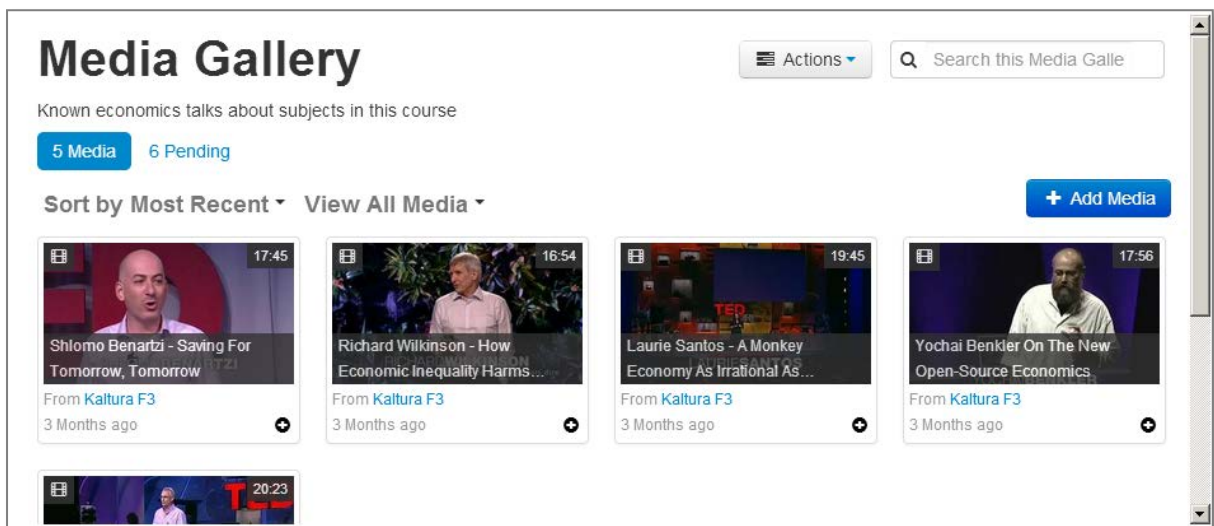 Media Gallery
Actions
Search this Media Galle
Known economics talks about subjects in this course
5 Media
6 Pending
Sort by Most Recent
View All Media
+ Add Media
17:45
Shlomo Benartzi - Saving For
Tomorrow, Tomorrow
From Kaltura F3
3 Months ago
16:54
Richard Wilkinson - How
Economic Inequality Harms...
From Kaltura F3
3 Months ago
19:45
TED
Laurie Santos - A Monkey
Economy As Irrational As...
From Kaltura F3
3 Months ago
17:56
Yochai Benkler On The New
Open-Source Economics
From Kaltura F3
3 Months ago
20:23
TED